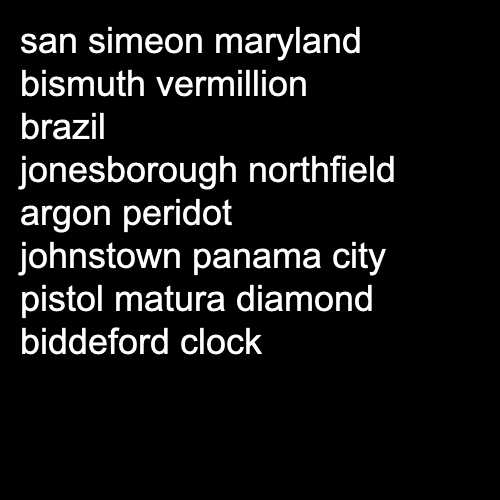 san simeon maryland
bismuth vermillion
brazil
jonesborough northfield
argon peridot
johnstown panama city
pistol matura diamond
biddeford clock